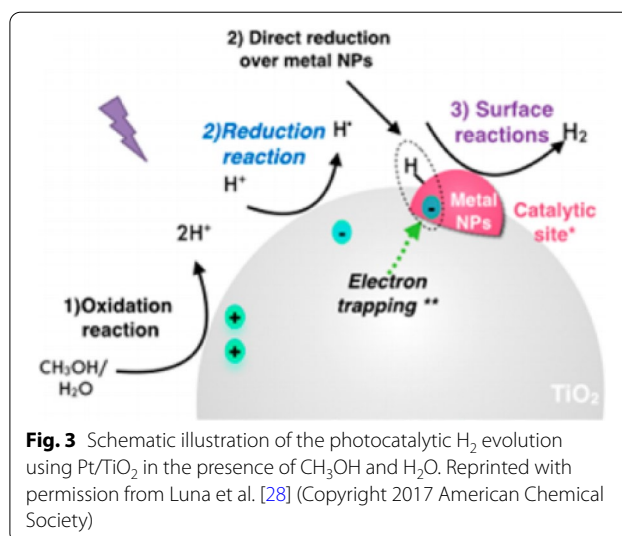 2) Direct reduction
over metal NPs
2)Reduction
reaction
H•
H⁺
3) Surface
reactions
H₂
H
Metal
NPs
-
Catalytic
site*
2H⁺
-
Electron
trapping **
1)Oxidation
reaction
+
+
CH₃OH/
H₂O
TiO₂
Fig. 3 Schematic illustration of the photocatalytic H₂ evolution
using Pt/TiO₂ in the presence of CH₃OH and H₂O. Reprinted with
permission from Luna et al. [28] (Copyright 2017 American Chemical
Society)